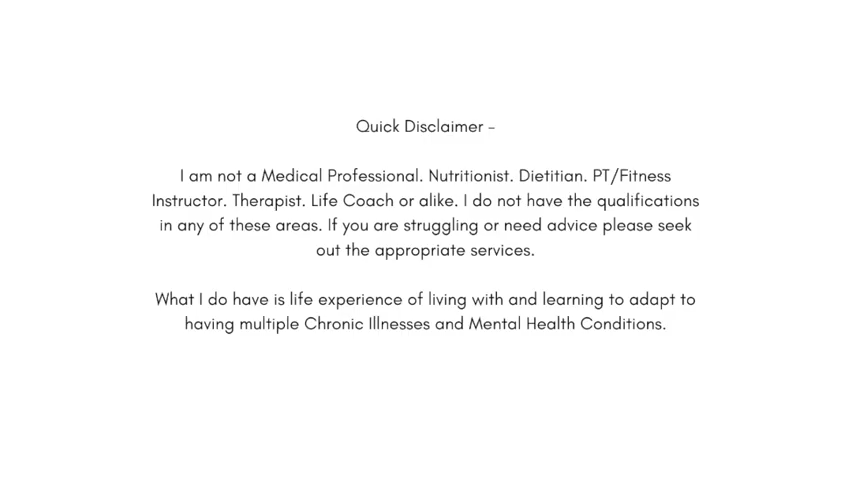 Quick Disclaimer -
I am not a Medical Professional. Nutritionist. Dietitian. PT/Fitness
Instructor. Therapist. Life Coach or alike. I do not have the qualifications
in any of these areas. If you are struggling or need advice please seek
out the appropriate services.
What I do have is life experience of living with and learning to adapt to
having multiple Chronic Illnesses and Mental Health Conditions.